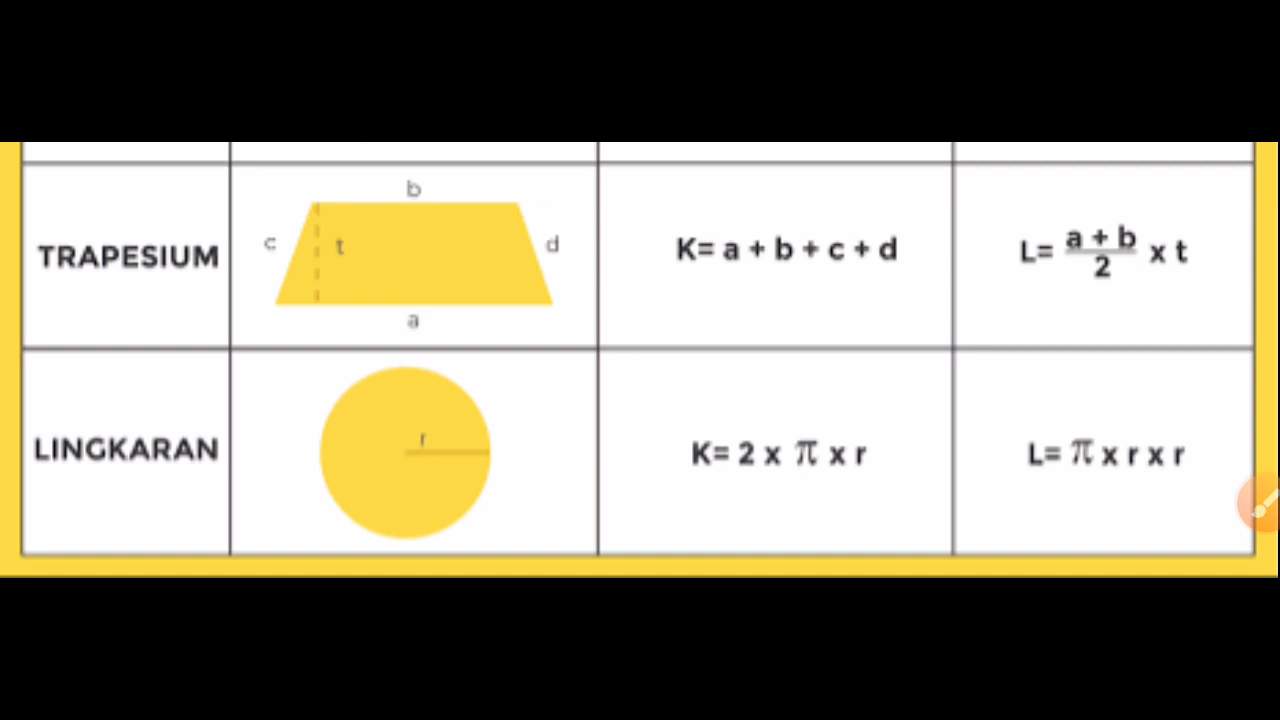 b
c
t
d
a
TRAPESIUM
K= a + b + c + d
L= a + b / 2 x t
r
LINGKARAN
K= 2 x π x r
L= π x r x r